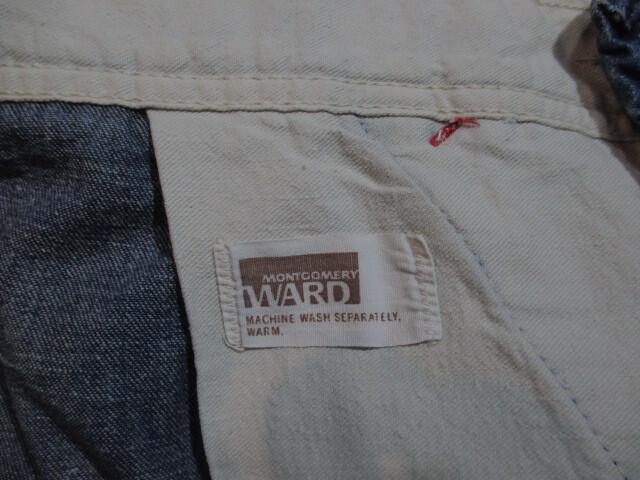 MONTGOMERY
WARD
MACHINE WASH SEPARATELY,
WARM.